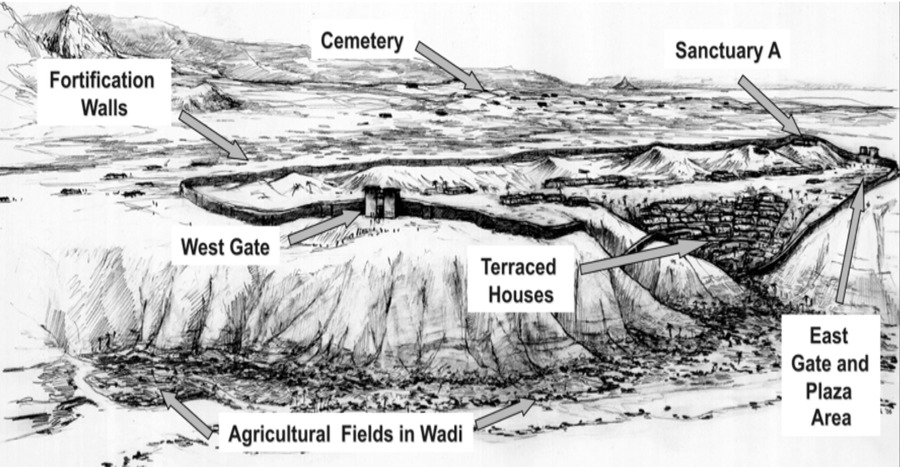 Cemetery
Sanctuary A
Fortification
Walls
West Gate
Terraced
Houses
East
Gate and
Plaza
Area
Agricultural Fields in Wadi